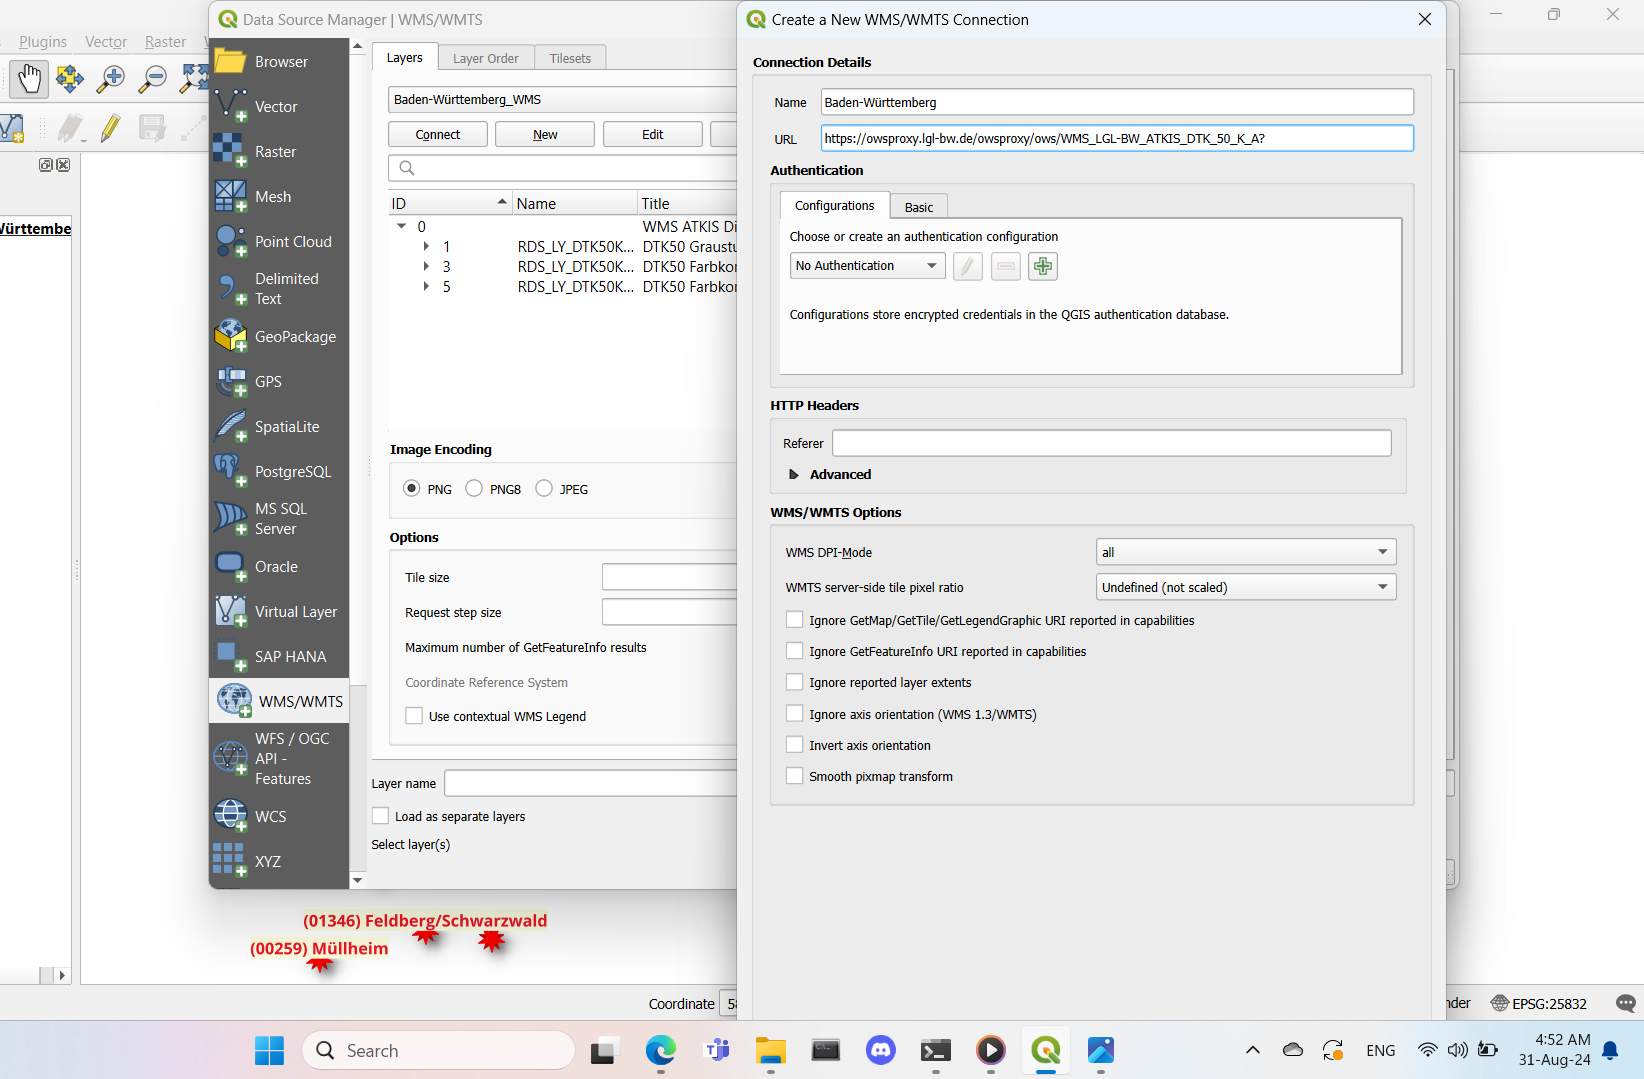 Data Source Manager | WMS/WMTS
Create a New WMS/WMTS Connection
Plugins
Vector
Raster
Württembe
Browser
Vector
Raster
Mesh
Point Cloud
Delimited
Text
GeoPackage
GPS
SpatiaLite
PostgreSQL
MS SQL
Server
Oracle
Virtual Layer
SAP HANA
WMS/WMTS
WFS / OGC
API -
Features
WCS
XYZ
Layers
Layer Order
Tilesets
Baden-Württemberg_WMS
Connect
New
Edit
ID
Name
Title
0 WMS ATKIS Di
1 RDS_LY_DTK50K... DTK50 Graustu
3 RDS_LY_DTK50K... DTK50 Farbkor
5 RDS_LY_DTK50K... DTK50 Farbkor
Image Encoding
PNG
PNG8
JPEG
Options
Tile size
Request step size
Maximum number of GetFeatureInfo results
Coordinate Reference System
Use contextual WMS Legend
Layer name
Load as separate layers
Select layer(s)
Connection Details
Name Baden-Württemberg
URL https://owsproxy.lgl-bw.de/owsproxy/ows/WMS_LGL-BW_ATKIS_DTK_50_K_A?
Authentication
Configurations
Basic
Choose or create an authentication configuration
No Authentication
Configurations store encrypted credentials in the QGIS authentication database.
HTTP Headers
Referer
Advanced
WMS/WMTS Options
WMS DPI-Mode all
WMTS server-side tile pixel ratio Undefined (not scaled)
Ignore GetMap/GetTile/GetLegendGraphic URI reported in capabilities
Ignore GetFeatureInfo URI reported in capabilities
Ignore reported layer extents
Ignore axis orientation (WMS 1.3/WMTS)
Invert axis orientation
Smooth pixmap transform
(01346) Feldberg/Schwarzwald
(00259) Müllheim
Coordinate 58
nder
EPSG:25832
Search
ENG
4:52 AM
31-Aug-24